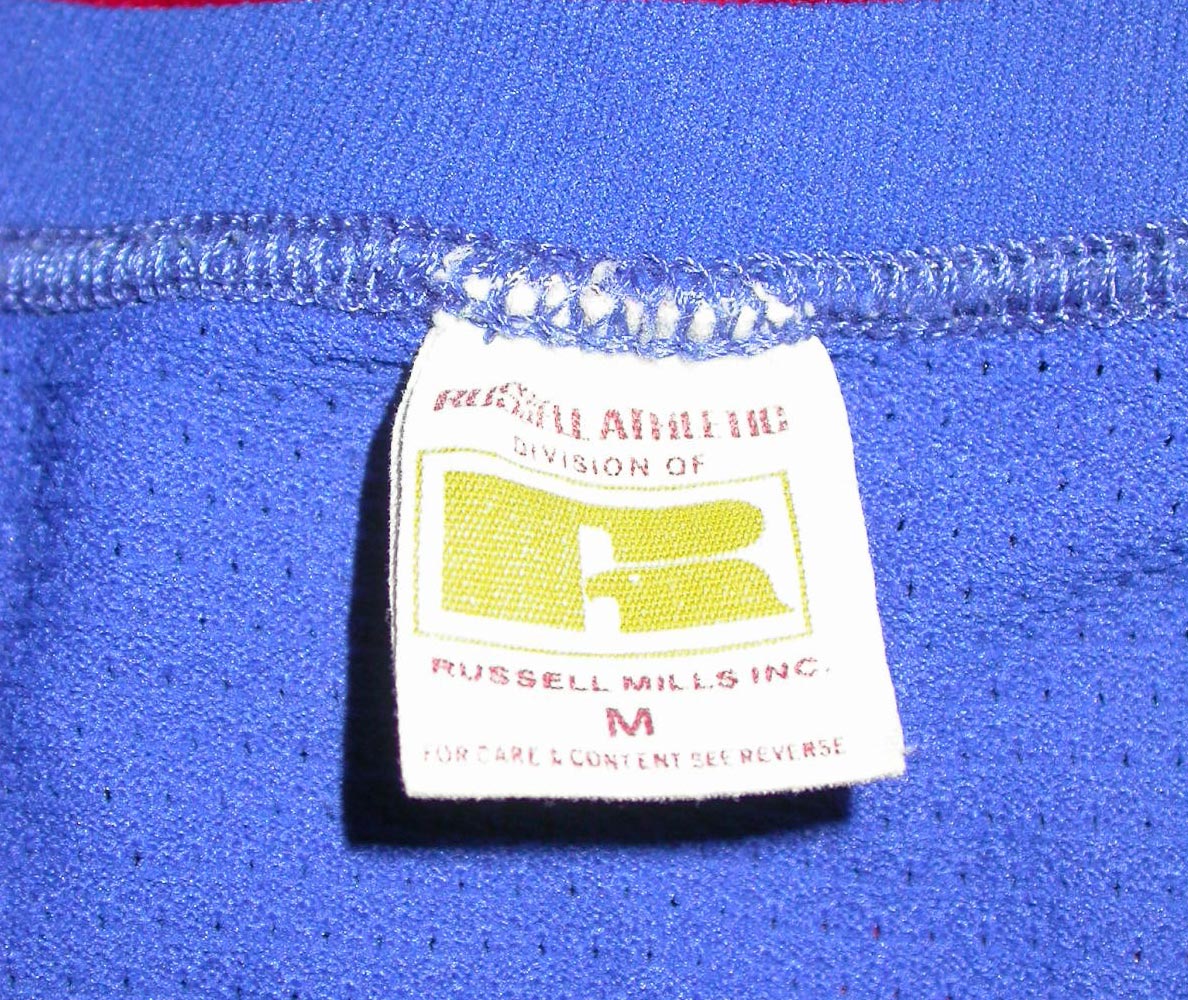 RUSSELL ATHLETIC
DIVISION OF
R
RUSSELL MILLS INC.
M
FOR CARE & CONTENT SEE REVERSE